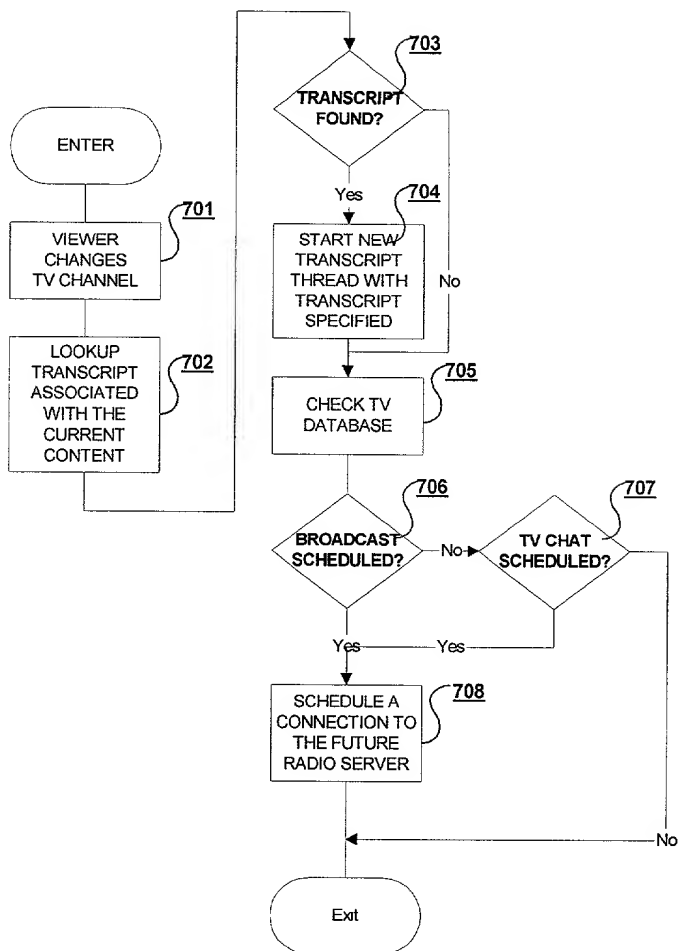 ENTER
701
VIEWER
CHANGES
TV CHANNEL
702
LOOKUP
TRANSCRIPT
ASSOCIATED
WITH THE
CURRENT
CONTENT
703
TRANSCRIPT
FOUND?
Yes
No
704
START NEW
TRANSCRIPT
THREAD WITH
TRANSCRIPT
SPECIFIED
705
CHECK TV
DATABASE
706
BROADCAST
SCHEDULED?
No
707
TV CHAT
SCHEDULED?
Yes
Yes
708
SCHEDULE A
CONNECTION TO
THE FUTURE
RADIO SERVER
No
Exit